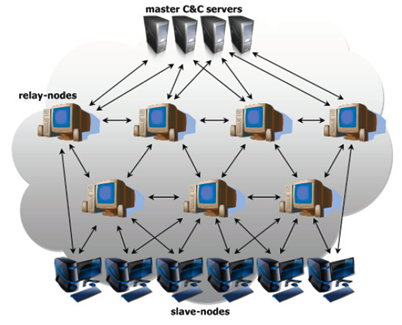 master C&C servers
relay-nodes
slave-nodes